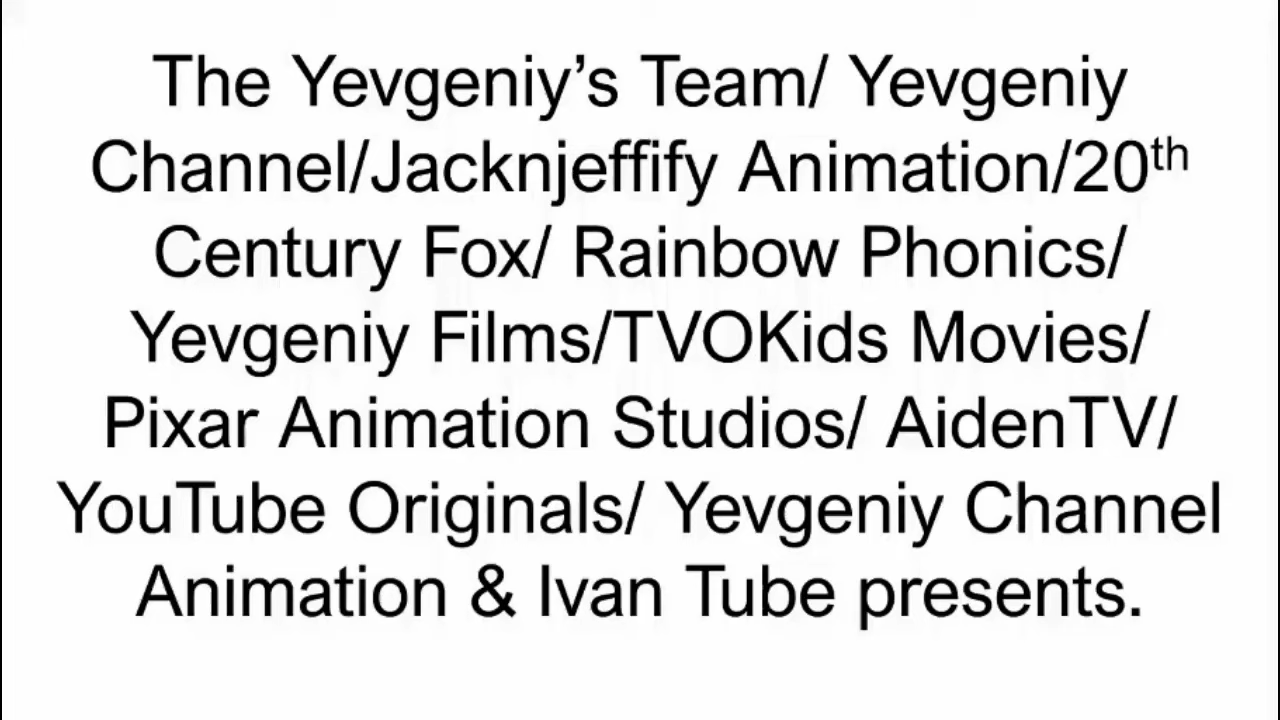 The Yevgeniy’s Team/ Yevgeniy
Channel/Jacknjeffify Animation/20th
Century Fox/ Rainbow Phonics/
Yevgeniy Films/TVOKids Movies/
Pixar Animation Studios/ AidenTV/
YouTube Originals/ Yevgeniy Channel
Animation & Ivan Tube presents.